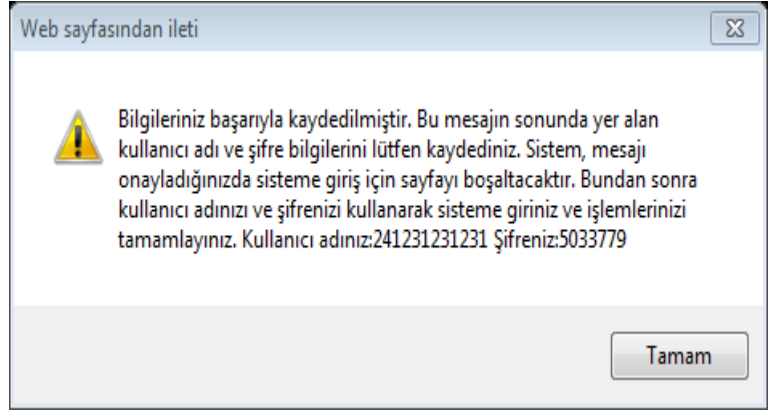 Web sayfasından ileti
Bilgileriniz başarıyla kaydedilmiştir. Bu mesajın sonunda yer alan
kullanıcı adı ve şifre bilgilerini lütfen kaydediniz. Sistem, mesajı
onayladığınızda sisteme giriş için sayfayı boşaltacaktır. Bundan sonra
kullanıcı adınızı ve şifrenizi kullanarak sisteme giriniz ve işlemlerinizi
tamamlayınız. Kullanıcı adınız:241231231231 Şifreniz:5033779
Tamam